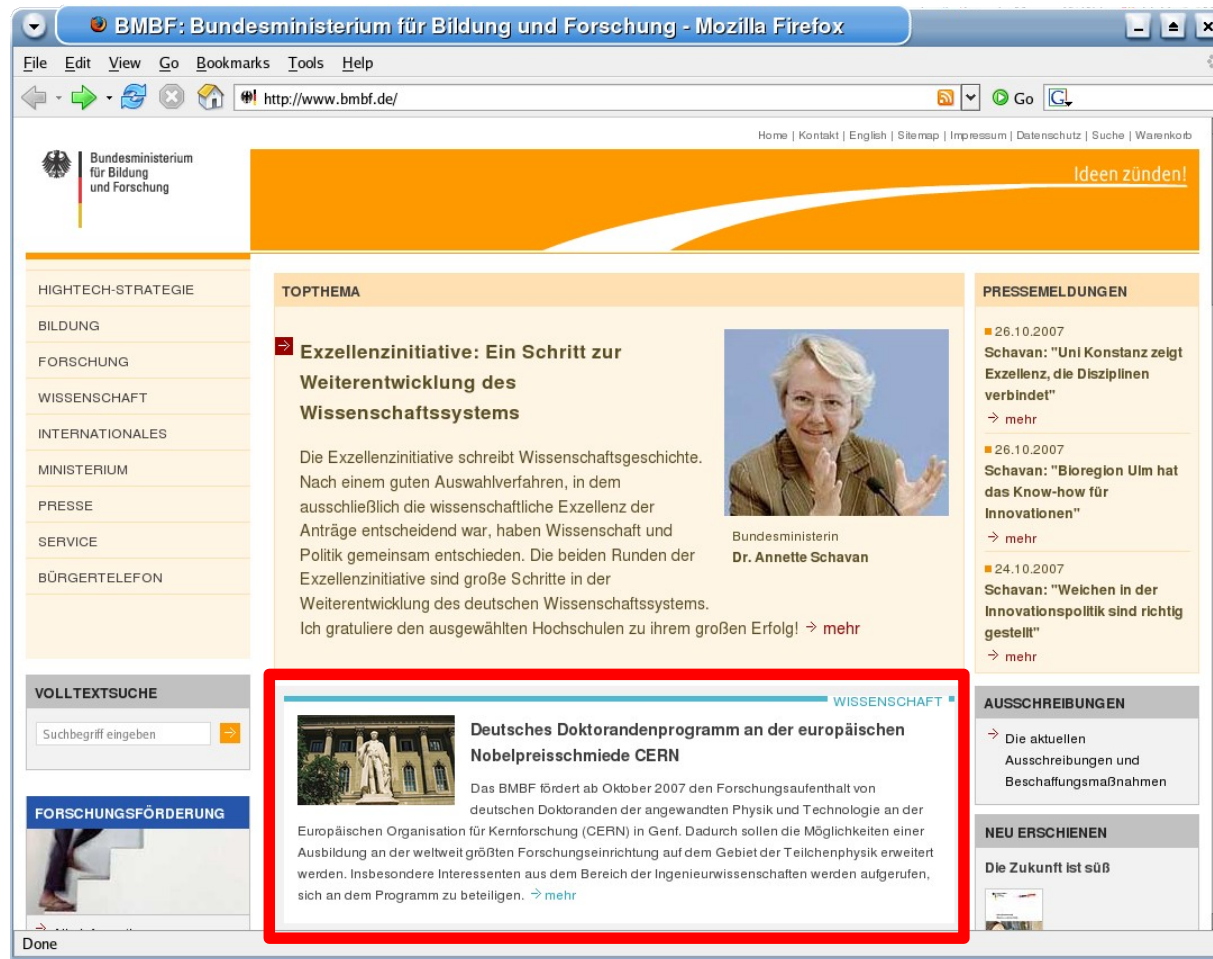 BMBF: Bundesministerium für Bildung und Forschung - Mozilla Firefox
File Edit View Go Bookmarks Tools Help
http://www.bmbf.de/
Go
G
Home | Kontakt | English | Sitemap | Impressum | Datenschutz | Suche | Warenkorb
Bundesministerium
für Bildung
und Forschung
Ideen zünden!
HIGHTECH-STRATEGIE
BILDUNG
FORSCHUNG
WISSENSCHAFT
INTERNATIONALES
MINISTERIUM
PRESSE
SERVICE
BÜRGERTELEFON
VOLLTEXTSUCHE
Suchbegriff eingeben
FORSCHUNGSFÖRDERUNG
TOPTHEMA
Exzellenzinitiative: Ein Schritt zur
Weiterentwicklung des
Wissenschaftssystems
Die Exzellenzinitiative schreibt Wissenschaftsgeschichte.
Nach einem guten Auswahlverfahren, in dem
ausschließlich die wissenschaftliche Exzellenz der
Anträge entscheidend war, haben Wissenschaft und
Politik gemeinsam entschieden. Die beiden Runden der
Exzellenzinitiative sind große Schritte in der
Weiterentwicklung des deutschen Wissenschaftssystems.
Ich gratuliere den ausgewählten Hochschulen zu ihrem großen Erfolg! → mehr
Bundesministerin
Dr. Annette Schavan
WISSENSCHAFT
Deutsches Doktorandenprogramm an der europäischen
Nobelpreisschmiede CERN
Das BMBF fördert ab Oktober 2007 den Forschungsaufenthalt von
deutschen Doktoranden der angewandten Physik und Technologie an der
Europäischen Organisation für Kernforschung (CERN) in Genf. Dadurch sollen die Möglichkeiten einer
Ausbildung an der weltweit größten Forschungseinrichtung auf dem Gebiet der Teilchenphysik erweitert
werden. Insbesondere Interessenten aus dem Bereich der Ingenieurwissenschaften werden aufgerufen,
sich an dem Programm zu beteiligen. → mehr
PRESSEMELDUNGEN
26.10.2007
Schavan: "Uni Konstanz zeigt
Exzellenz, die Disziplinen
verbindet"
→ mehr
26.10.2007
Schavan: "Bioregion Ulm hat
das Know-how für
Innovationen"
→ mehr
24.10.2007
Schavan: "Weichen in der
Innovationspolitik sind richtig
gestellt"
→ mehr
AUSSCHREIBUNGEN
→ Die aktuellen
Ausschreibungen und
Beschaffungsmaßnahmen
NEU ERSCHIENEN
Die Zukunft ist süß
Done